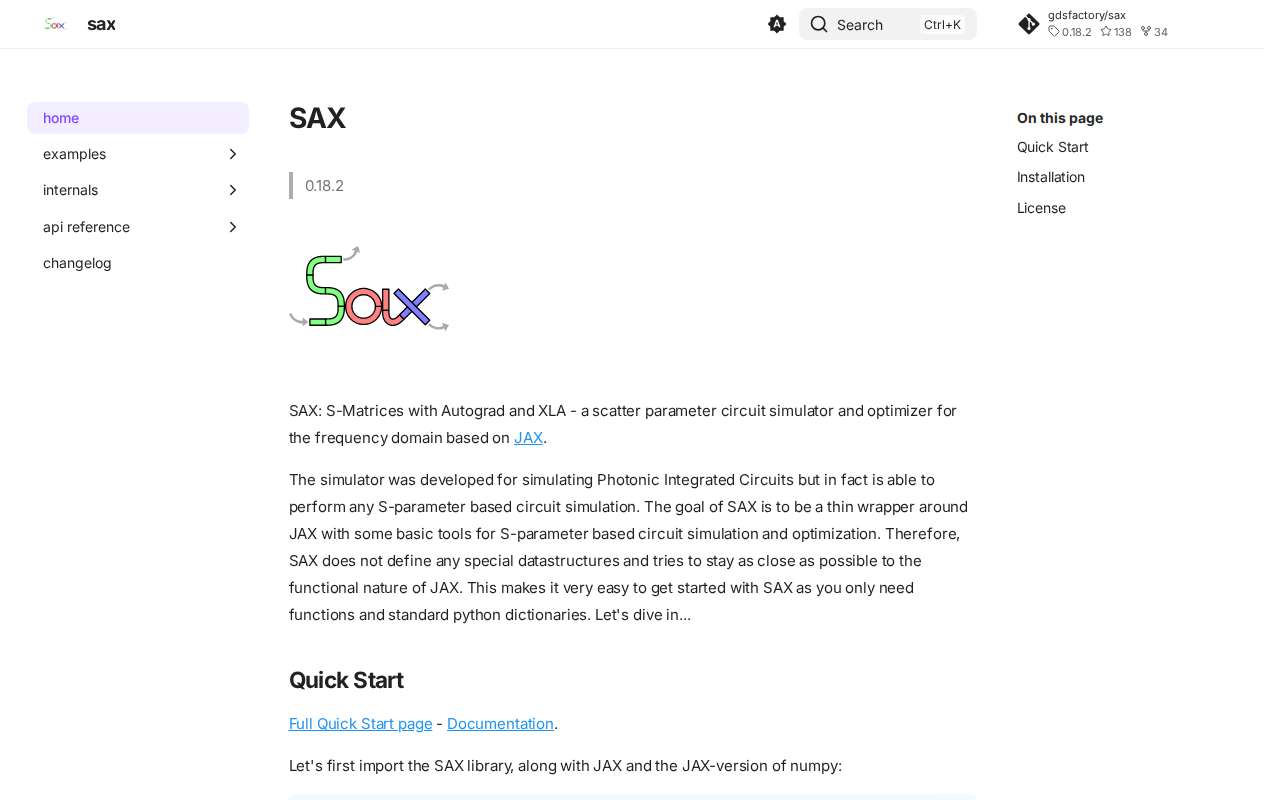 sax
Search
Ctrl+K
gdsfactory/sax
0.18.2 138 34
home
examples
internals
api reference
changelog
SAX
0.18.2
Sax
SAX: S-Matrices with Autograd and XLA - a scatter parameter circuit simulator and optimizer for
the frequency domain based on JAX.
The simulator was developed for simulating Photonic Integrated Circuits but in fact is able to
perform any S-parameter based circuit simulation. The goal of SAX is to be a thin wrapper around
JAX with some basic tools for S-parameter based circuit simulation and optimization. Therefore,
SAX does not define any special datastructures and tries to stay as close as possible to the
functional nature of JAX. This makes it very easy to get started with SAX as you only need
functions and standard python dictionaries. Let's dive in...
Quick Start
Full Quick Start page - Documentation.
Let's first import the SAX library, along with JAX and the JAX-version of numpy:
On this page
Quick Start
Installation
License